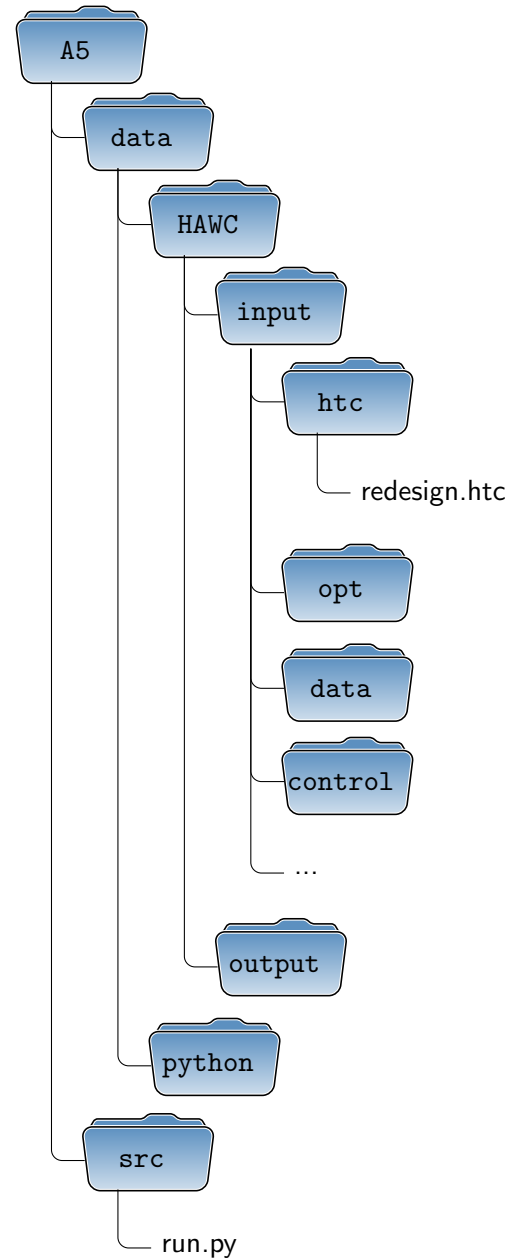 A5
data
HAWC
input
htc
redesign.htc
opt
data
control
...
output
python
src
run.py